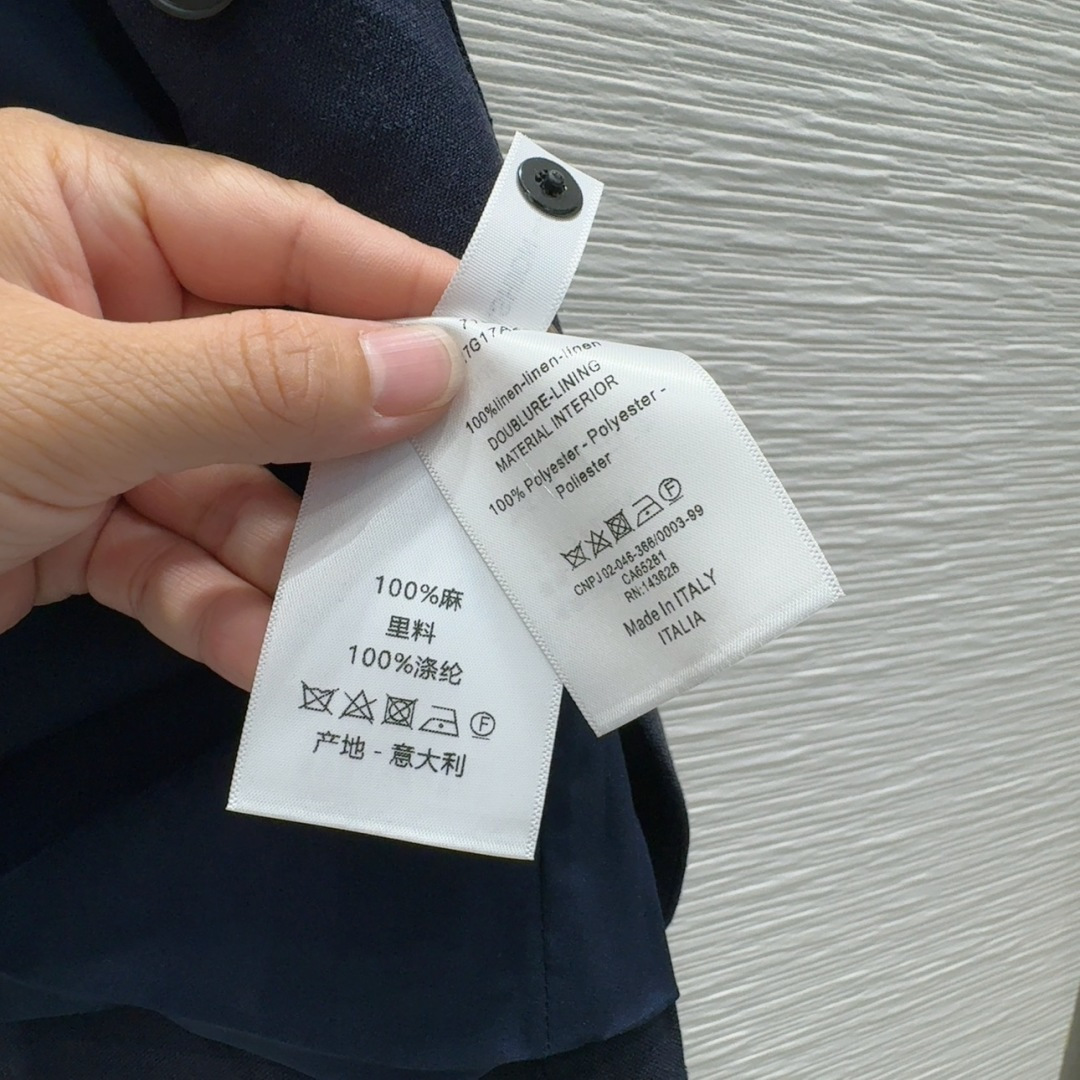 7G17A
100%linen-linen-linen
DOUBLURE-LINING
MATERIAL INTERIOR
100% Polyester - Polyester -
Poliester
CNPJ 02-046-366/0003-99
CA65281
RN:143628
Made In ITALY
ITALIA
100%麻
里料
100%涤纶
F
产地 - 意大利